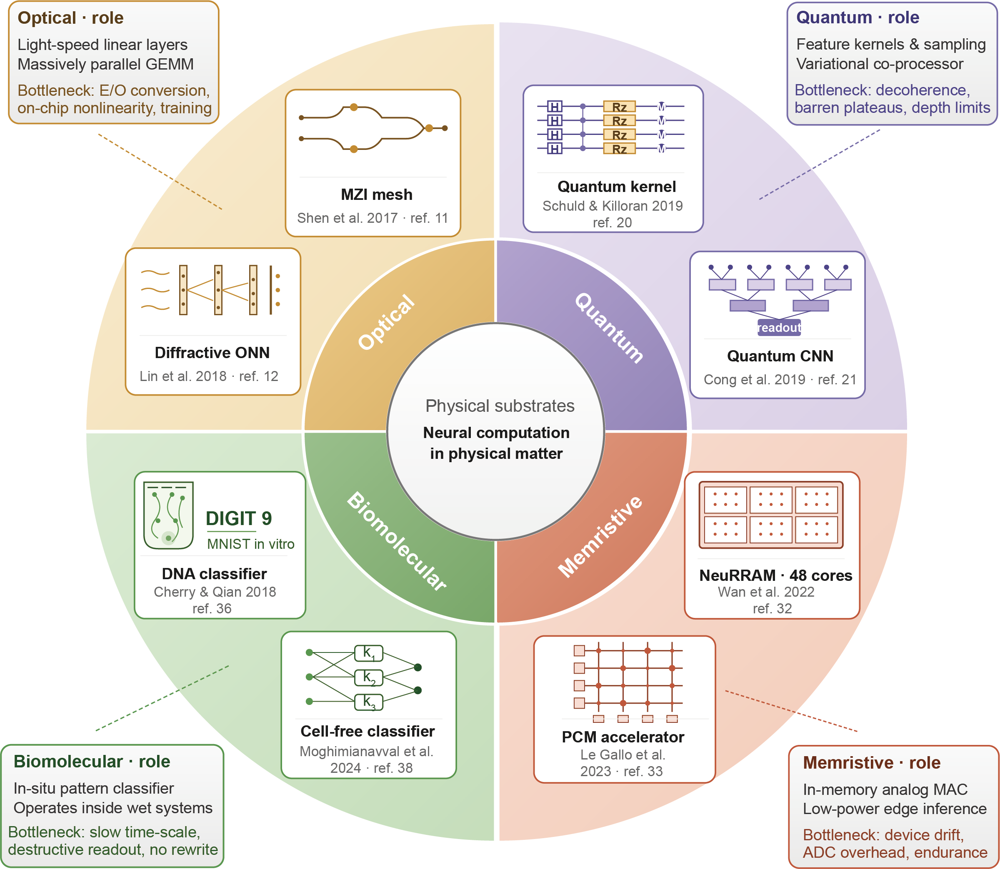 Optical · role
Light-speed linear layers
Massively parallel GEMM
Bottleneck: E/O conversion,
on-chip nonlinearity, training
Quantum · role
Feature kernels & sampling
Variational co-processor
Bottleneck: decoherence,
barren plateaus, depth limits
MZI mesh
Shen et al. 2017 · ref. 11
H Rz M
H Rz M
H Rz M
H Rz M
Quantum kernel
Schuld & Killoran 2019
ref. 20
Diffractive ONN
Lin et al. 2018 · ref. 12
readout
Quantum CNN
Cong et al. 2019 · ref. 21
Optical
Quantum
Physical substrates
Neural computation
in physical matter
Biomolecular
Memristive
DIGIT 9
MNIST in vitro
DNA classifier
Cherry & Qian 2018
ref. 36
NeuRRAM · 48 cores
Wan et al. 2022
ref. 32
k1
k2
k3
Cell-free classifier
Moghimianavval et al.
2024 · ref. 38
PCM accelerator
Le Gallo et al.
2023 · ref. 33
Biomolecular · role
In-situ pattern classifier
Operates inside wet systems
Bottleneck: slow time-scale,
destructive readout, no rewrite
Memristive · role
In-memory analog MAC
Low-power edge inference
Bottleneck: device drift,
ADC overhead, endurance